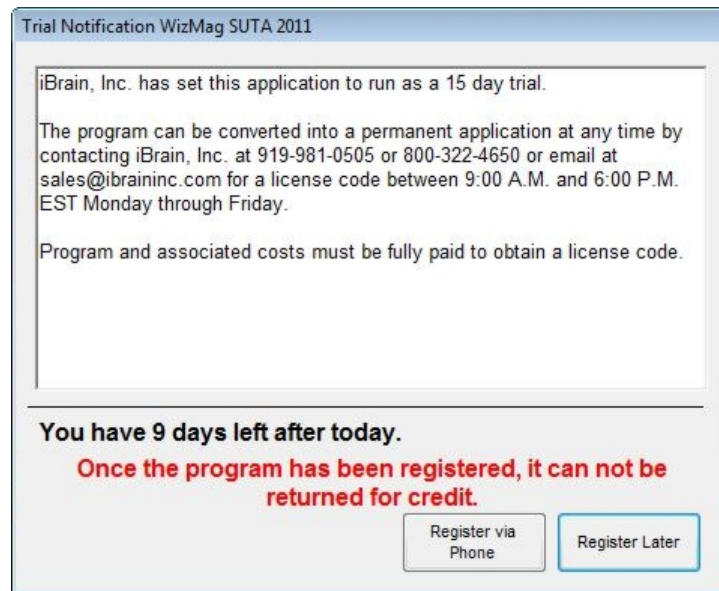 Trial Notification WizMag SUTA 2011
iBrain, Inc. has set this application to run as a 15 day trial.
The program can be converted into a permanent application at any time by
contacting iBrain, Inc. at 919-981-0505 or 800-322-4650 or email at
sales@ibraininc.com for a license code between 9:00 A.M. and 6:00 P.M.
EST Monday through Friday.
Program and associated costs must be fully paid to obtain a license code.
You have 9 days left after today.
Once the program has been registered, it can not be
returned for credit.
Register via
Phone
Register Later